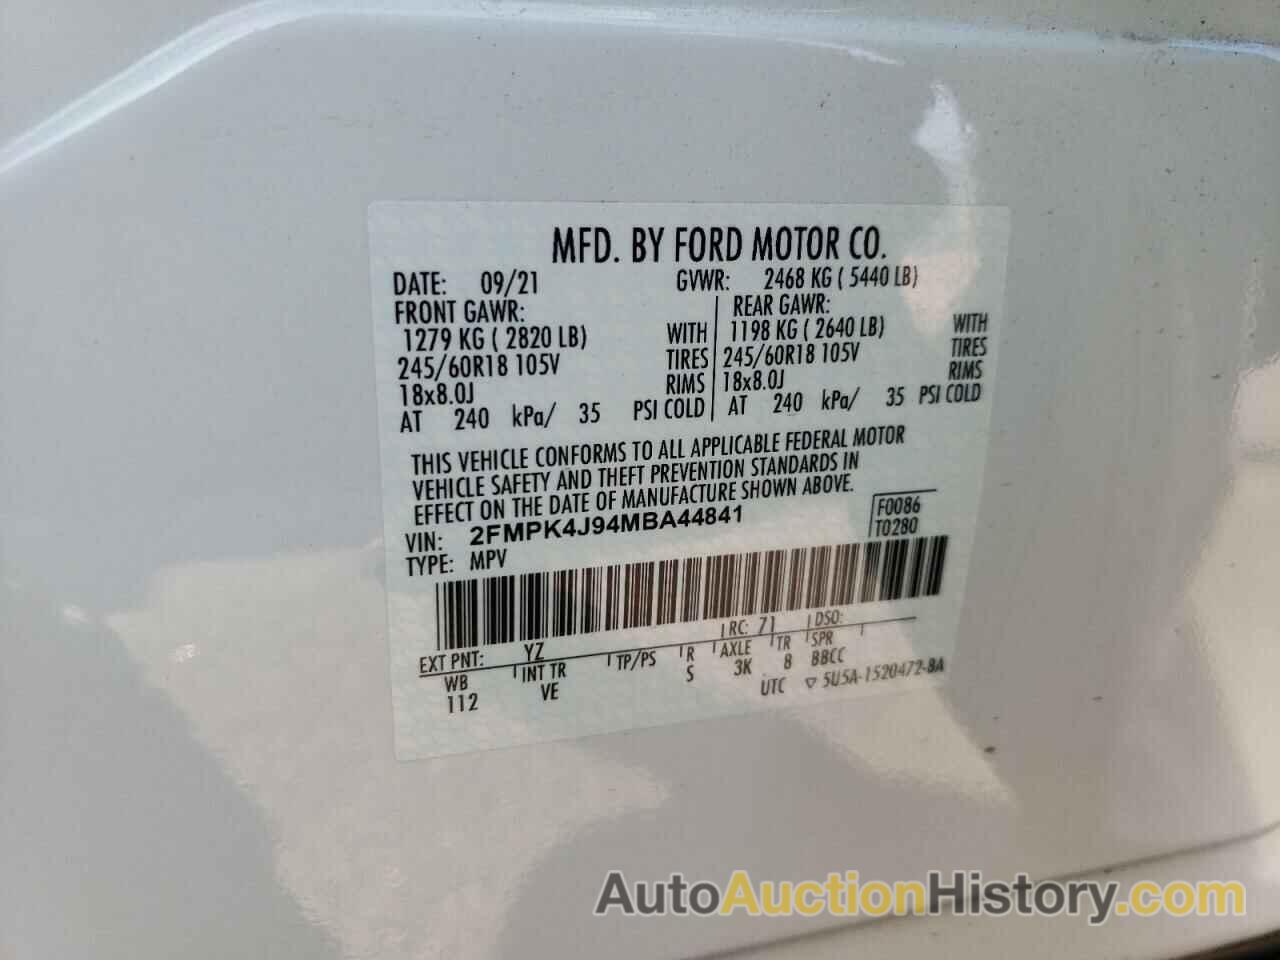 MFD. BY FORD MOTOR CO.
DATE: 09/21 GVWR: 2468 KG ( 5440 LB)
FRONT GAWR: REAR GAWR:
1279 KG ( 2820 LB) WITH 1198 KG ( 2640 LB) WITH
245/60R18 105V TIRES 245/60R18 105V TIRES
18x8.0J RIMS 18x8.0J RIMS
AT 240 kPa/ 35 PSI COLD AT 240 kPa/ 35 PSI COLD
THIS VEHICLE CONFORMS TO ALL APPLICABLE FEDERAL MOTOR
VEHICLE SAFETY AND THEFT PREVENTION STANDARDS IN
EFFECT ON THE DATE OF MANUFACTURE SHOWN ABOVE.
VIN: 2FMPK4J94MBA44841 F0086
TYPE: MPV T0280
EXT PNT: YZ RC: 71 DSO:
WB INT TR TP/PS R AXLE TR SPR
112 VE S 3K 8 BBCC
UTC ▽ 5U5A-1520472-BA
AutoAuctionHistory.com